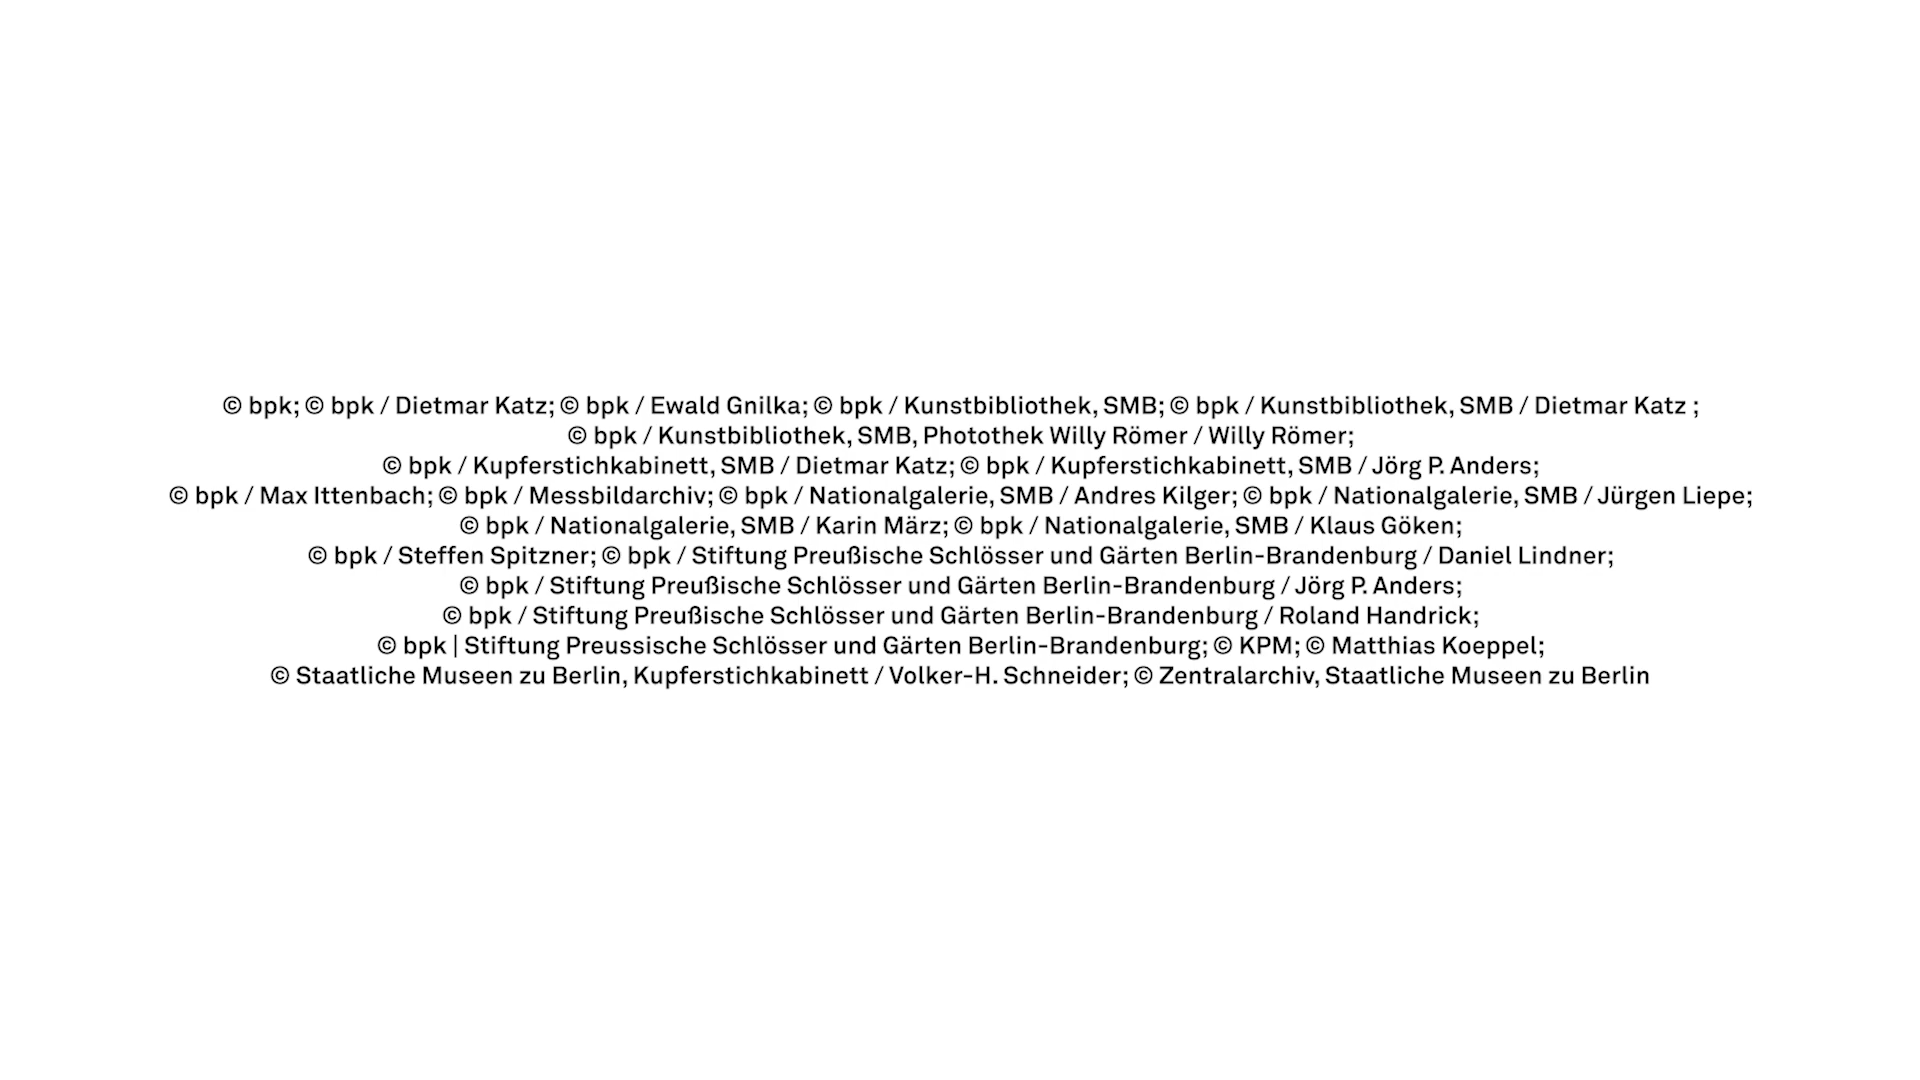 © bpk; © bpk / Dietmar Katz; © bpk / Ewald Gnilka; © bpk / Kunstbibliothek, SMB; © bpk / Kunstbibliothek, SMB / Dietmar Katz ;
© bpk / Kunstbibliothek, SMB, Photothek Willy Römer / Willy Römer;
© bpk / Kupferstichkabinett, SMB / Dietmar Katz; © bpk / Kupferstichkabinett, SMB / Jörg P. Anders;
© bpk / Max Ittenbach; © bpk / Messbildarchiv; © bpk / Nationalgalerie, SMB / Andres Kilger; © bpk / Nationalgalerie, SMB / Jürgen Liepe;
© bpk / Nationalgalerie, SMB / Karin März; © bpk / Nationalgalerie, SMB / Klaus Göken;
© bpk / Steffen Spitzner; © bpk / Stiftung Preußische Schlösser und Gärten Berlin-Brandenburg / Daniel Lindner;
© bpk / Stiftung Preußische Schlösser und Gärten Berlin-Brandenburg / Jörg P. Anders;
© bpk / Stiftung Preußische Schlösser und Gärten Berlin-Brandenburg / Roland Handrick;
© bpk | Stiftung Preussische Schlösser und Gärten Berlin-Brandenburg; © KPM; © Matthias Koeppel;
© Staatliche Museen zu Berlin, Kupferstichkabinett / Volker-H. Schneider; © Zentralarchiv, Staatliche Museen zu Berlin